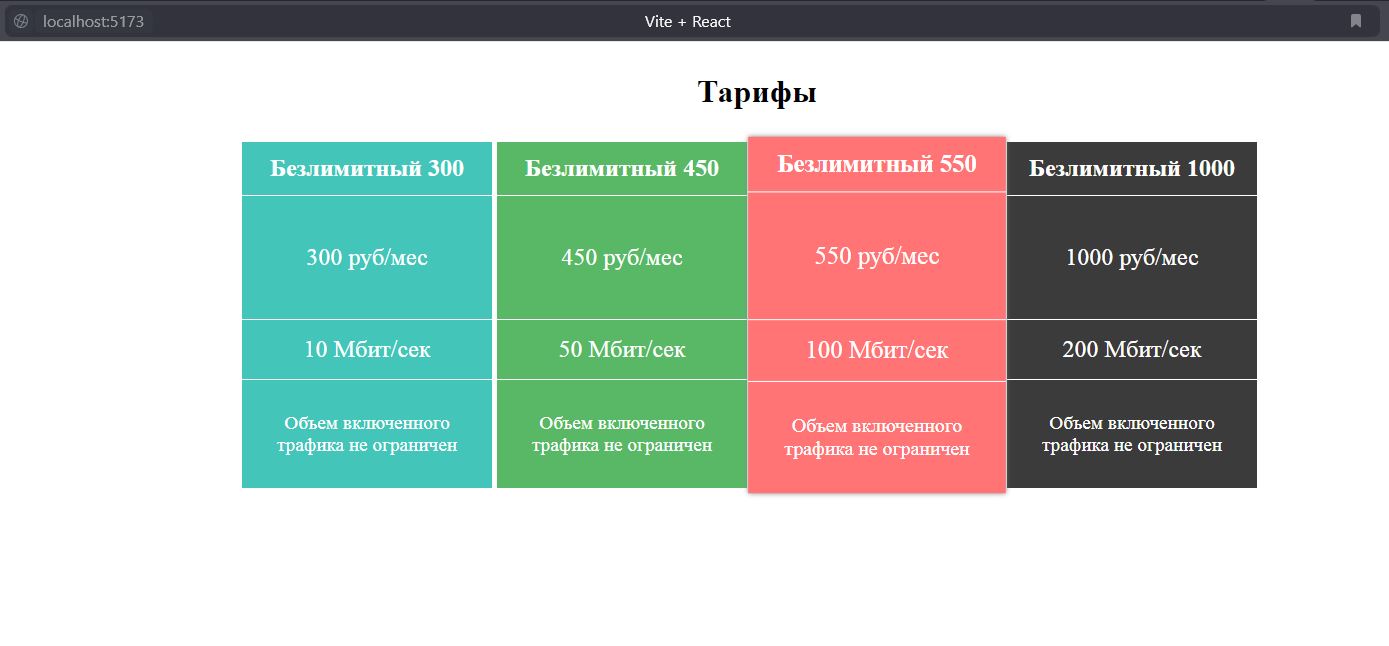 localhost:5173
Vite + React
Тарифы
Безлимитный 300
300 руб/мес
10 Мбит/сек
Объем включенного
трафика не ограничен
Безлимитный 450
450 руб/мес
50 Мбит/сек
Объем включенного
трафика не ограничен
Безлимитный 550
550 руб/мес
100 Мбит/сек
Объем включенного
трафика не ограничен
Безлимитный 1000
1000 руб/мес
200 Мбит/сек
Объем включенного
трафика не ограничен